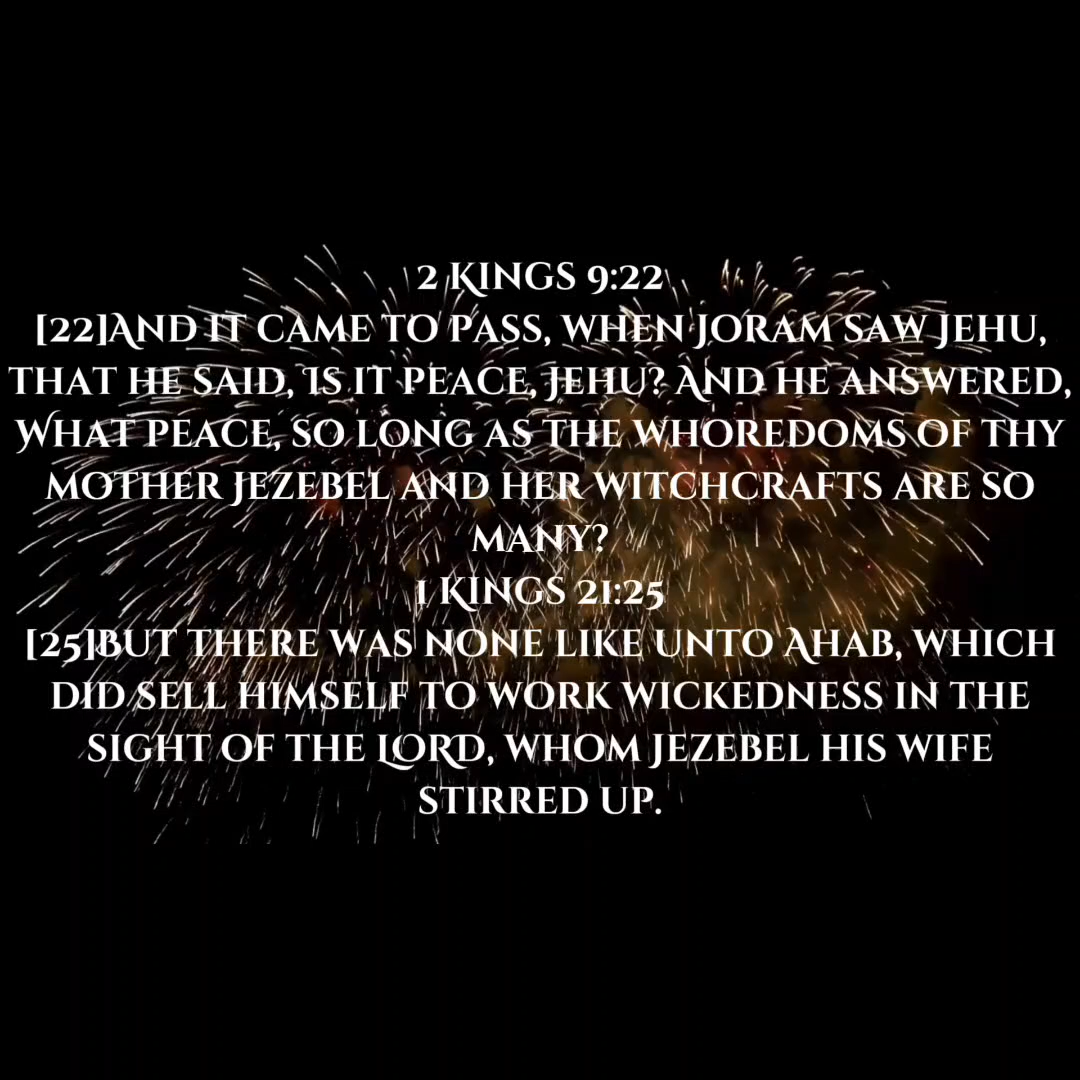 2 Kings 9:22
[22]And it came to pass, when Joram saw Jehu,
that he said, Is it peace, Jehu? And he answered,
What peace, so long as the whoredoms of thy
mother Jezebel and her witchcrafts are so
many?
1 Kings 21:25
[25]But there was none like unto Ahab, which
did sell himself to work wickedness in the
sight of the LORD, whom Jezebel his wife
stirred up.